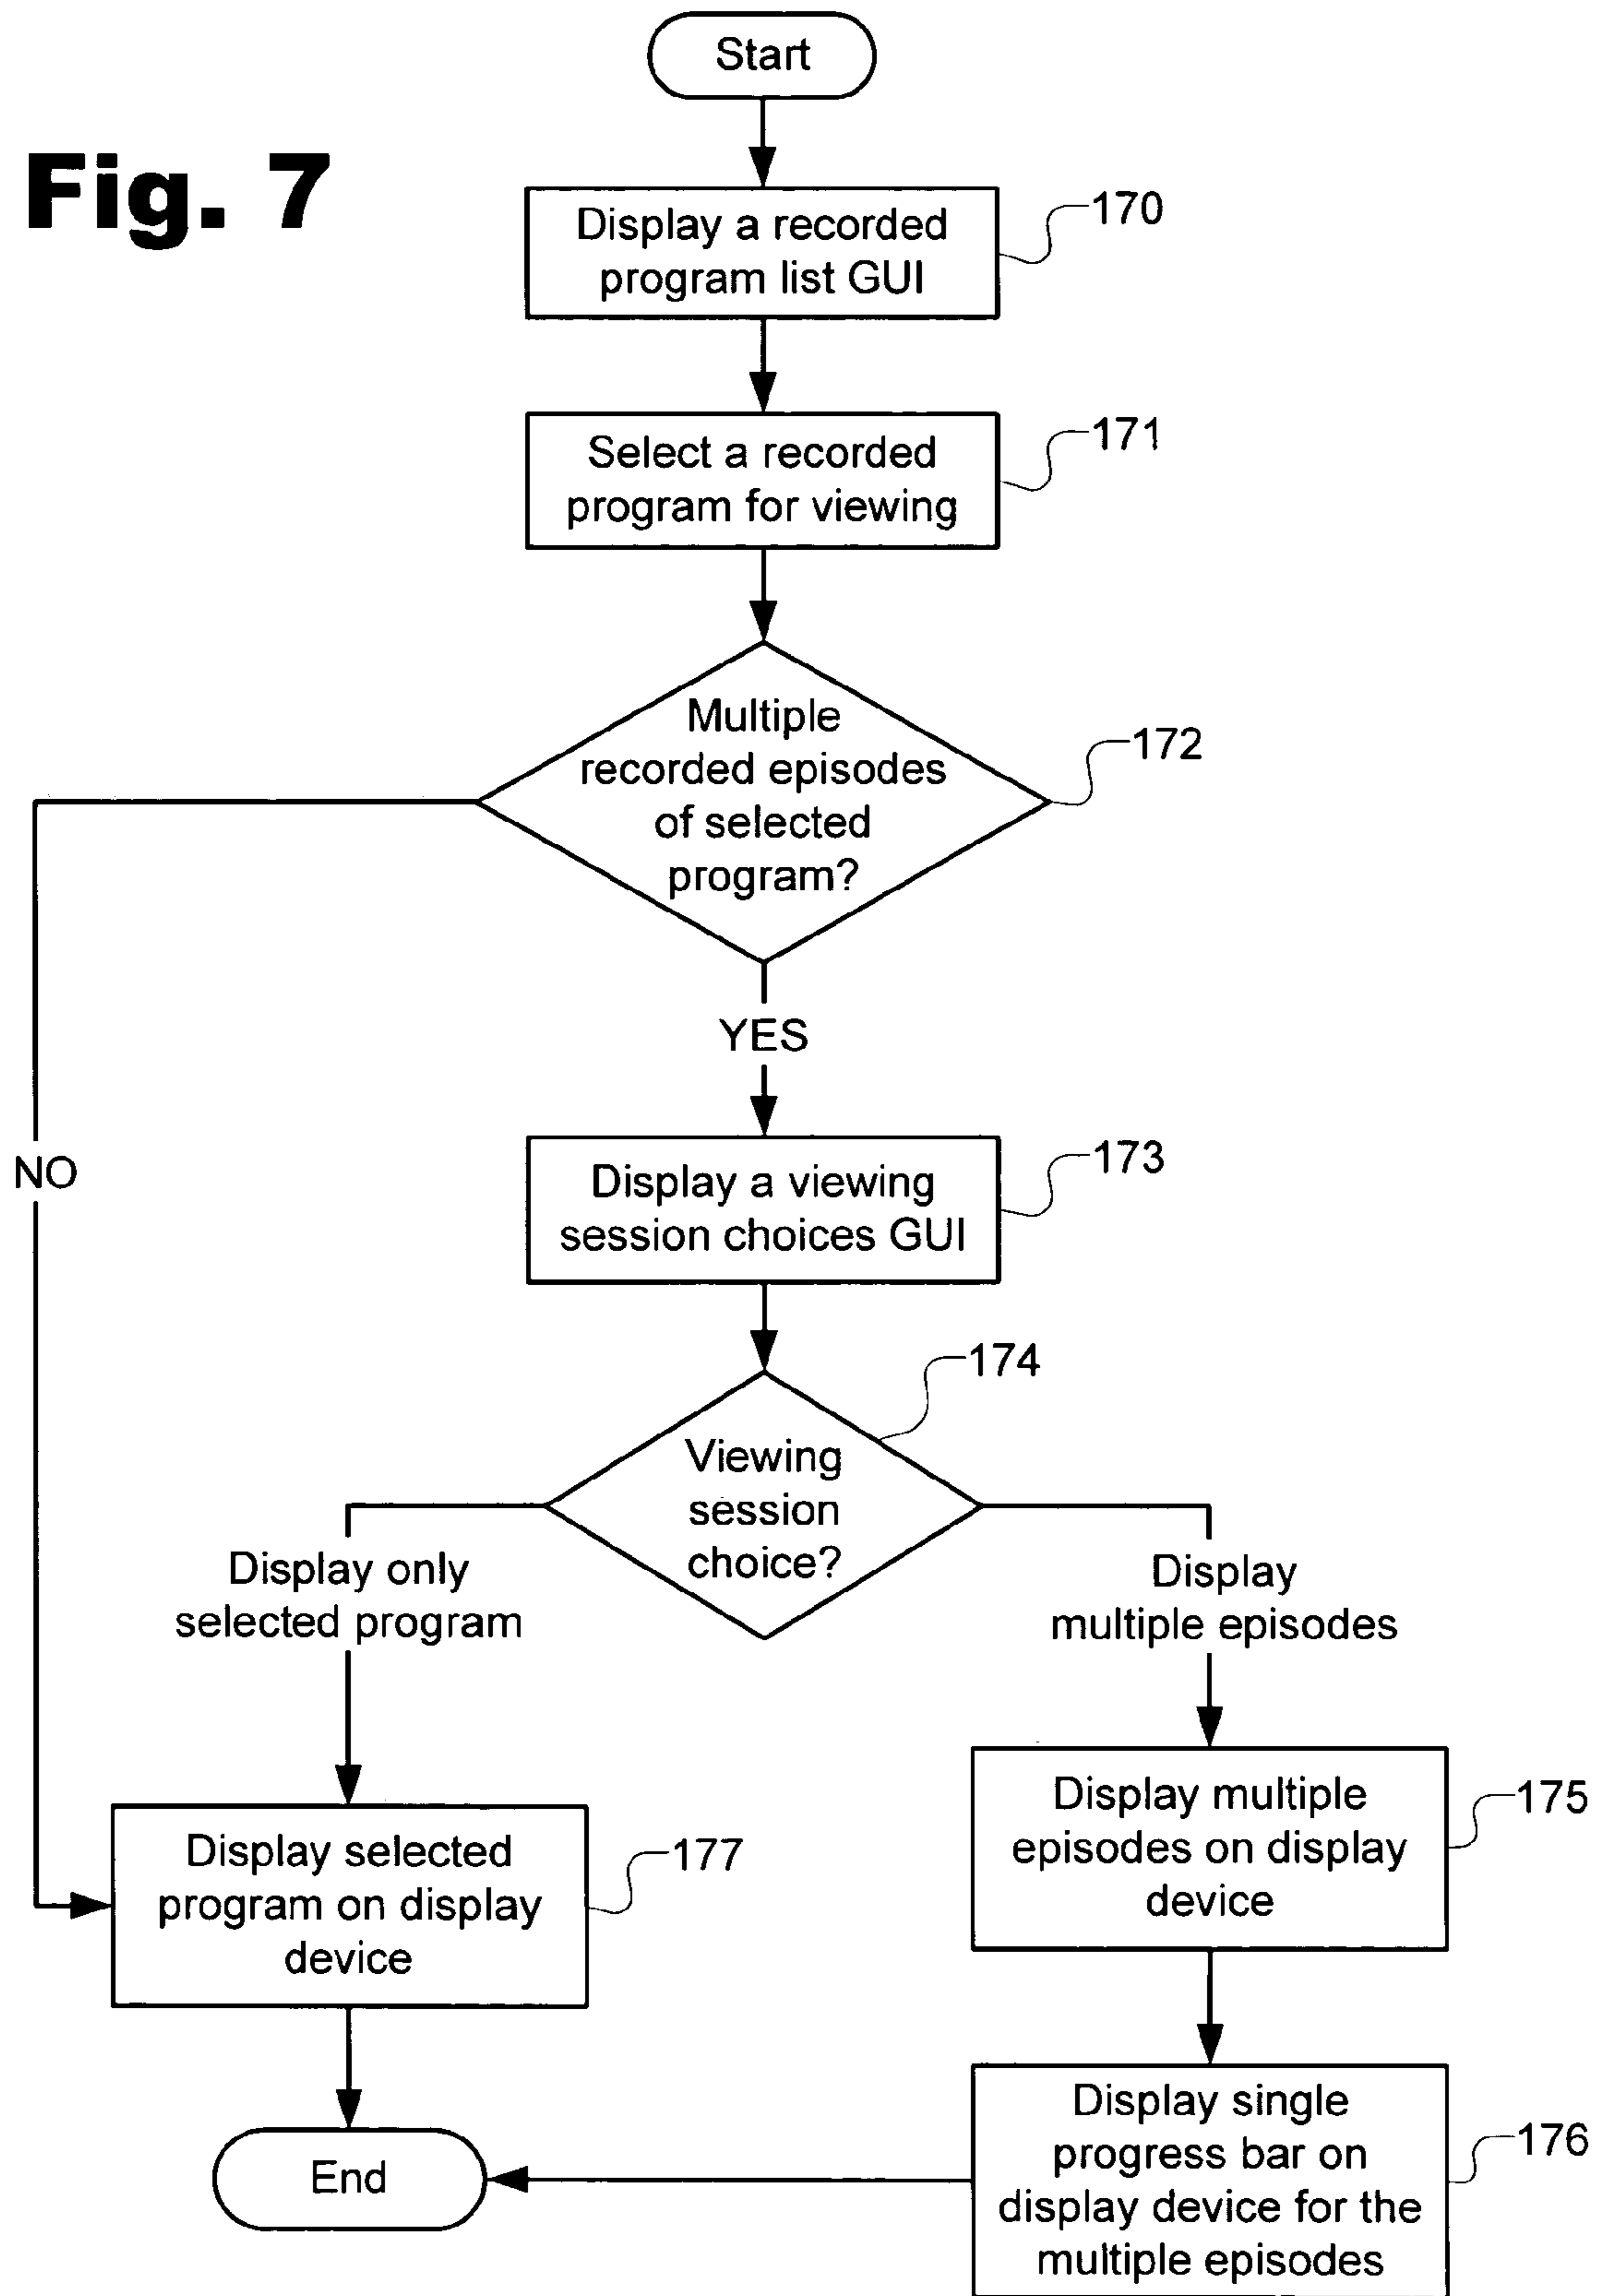 Start
Fig. 7
Display a recorded
program list GUI
170
Select a recorded
program for viewing
171
Multiple
recorded episodes
of selected
program?
172
YES
NO
Display a viewing
session choices GUI
173
Viewing
session
choice?
174
Display only
selected program
Display
multiple episodes
Display multiple
episodes on display
device
175
Display selected
program on display
device
177
Display single
progress bar on
display device for the
multiple episodes
176
End